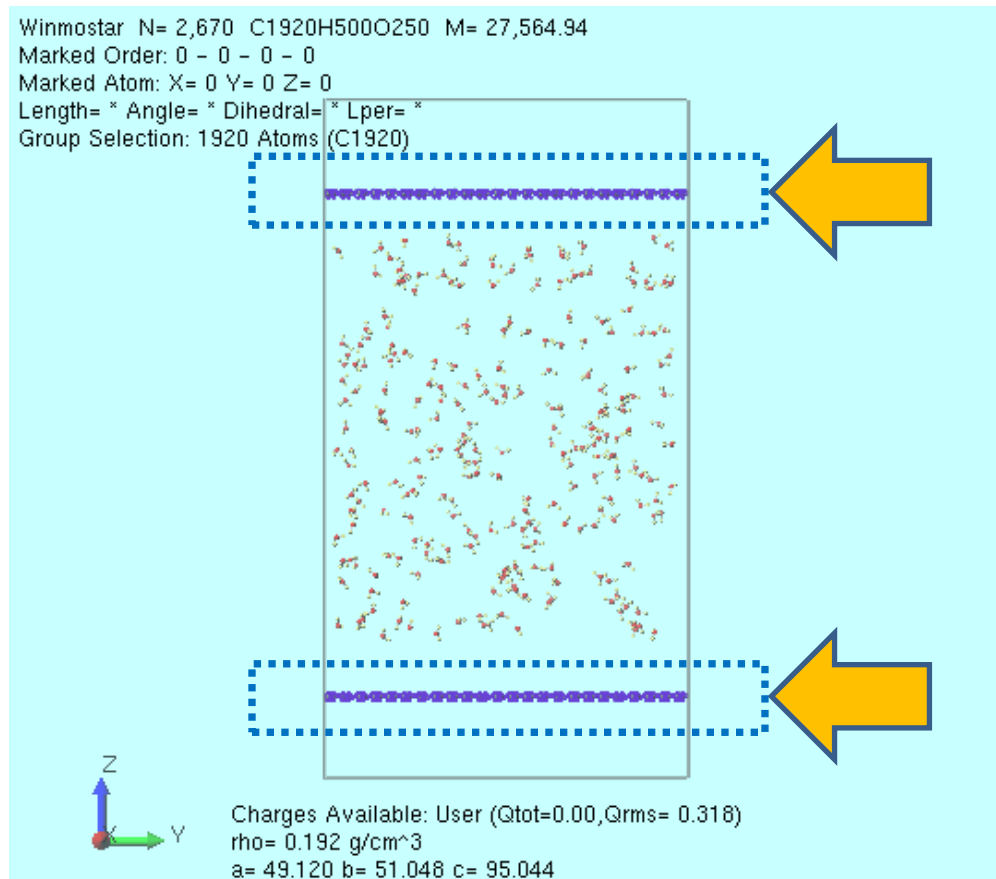 Winmostar N= 2,670 C1920H500O250 M= 27,564.94
Marked Order: 0 – 0 – 0 – 0
Marked Atom: X= 0 Y= 0 Z= 0
Length= * Angle= * Dihedral= * Lper= *
Group Selection: 1920 Atoms (C1920)
Z
X Y
Charges Available: User (Qtot=0.00,Qrms= 0.318)
rho= 0.192 g/cm^3
a= 49.120 b= 51.048 c= 95.044